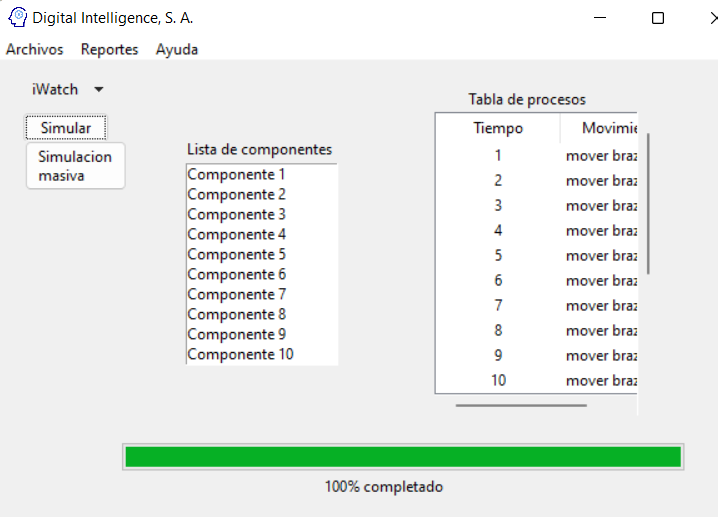 Digital Intelligence, S. A.
Archivos Reportes Ayuda
iWatch
Simular
Simulacion
masiva
Lista de componentes
Componente 1
Componente 2
Componente 3
Componente 4
Componente 5
Componente 6
Componente 7
Componente 8
Componente 9
Componente 10
Tabla de procesos
Tiempo Movimie
1 mover braz
2 mover braz
3 mover braz
4 mover braz
5 mover braz
6 mover braz
7 mover braz
8 mover braz
9 mover braz
10 mover braz
100% completado